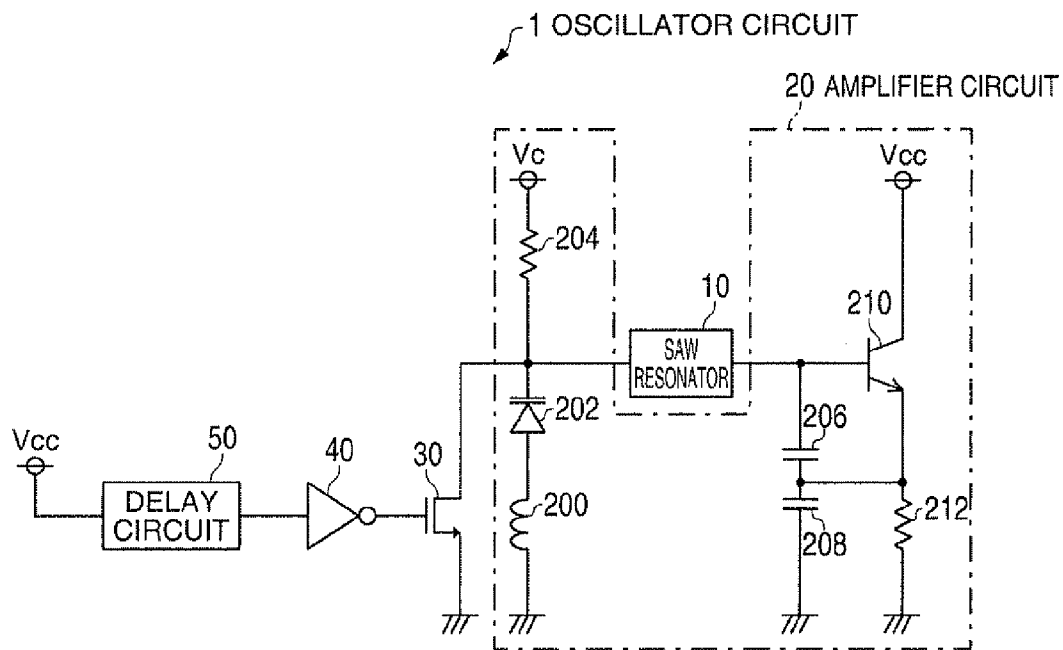 1 OSCILLATOR CIRCUIT
20 AMPLIFIER CIRCUIT
Vc
Vcc
204
10
210
SAW
RESONATOR
202
206
Vcc
50
40
30
DELAY
CIRCUIT
200
208
212